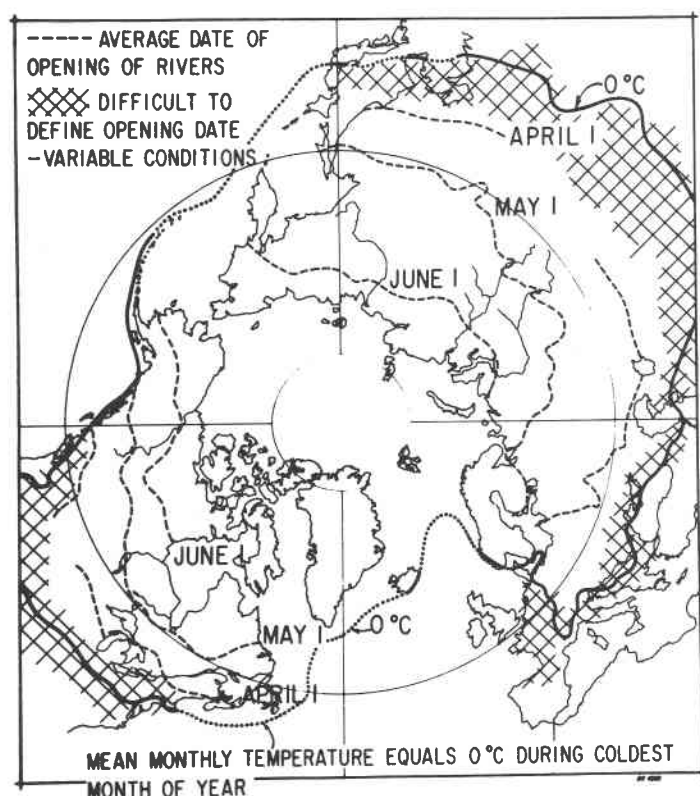 ----- AVERAGE DATE OF
OPENING OF RIVERS
DIFFICULT TO
DEFINE OPENING DATE
-VARIABLE CONDITIONS
0°C
APRIL 1
MAY 1
JUNE 1
JUNE 1
MAY 1
0°C
APRIL 1
MEAN MONTHLY TEMPERATURE EQUALS 0°C DURING COLDEST
MONTH OF YEAR